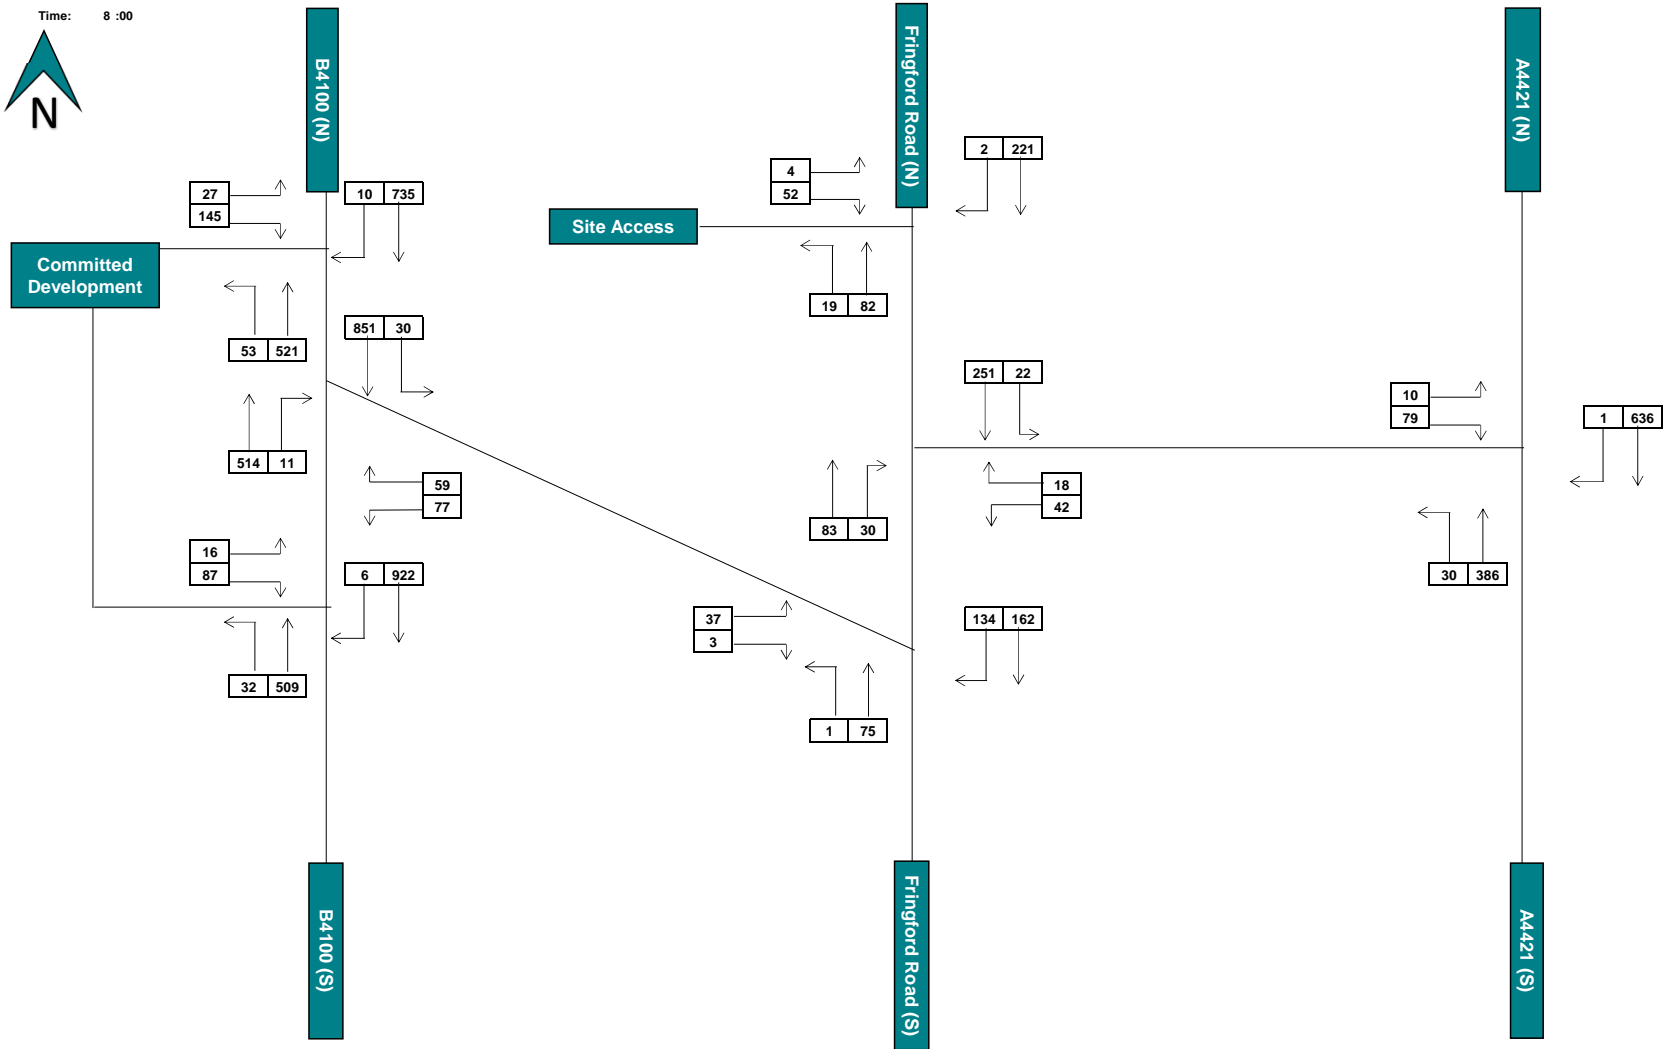 Time: 8 :00
N
B4100 (N)
Fringford Road (N)
A4421 (N)
2 221
4
52
27
145
10 735
Site Access
Committed
Development
19 82
851 30
53 521
251 22
10
79
1 636
514 11
59
77
18
42
83 30
16
87
6 922
30 386
37
3
134 162
32 509
1 75
B4100 (S)
Fringford Road (S)
A4421 (S)